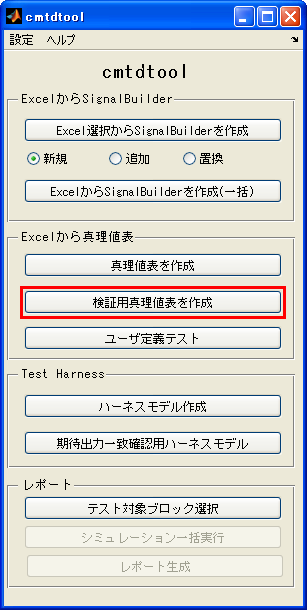 cmtdtool
設定 ヘルプ
cmtdtool
ExcelからSignalBuilder
Excel選択からSignalBuilderを作成
新規 追加 置換
ExcelからSignalBuilderを作成(一括)
Excelから真理値表
真理値表を作成
検証用真理値表を作成
ユーザ定義テスト
Test Harness
ハーネスモデル作成
期待出力一致確認用ハーネスモデル
レポート
テスト対象ブロック選択
シミュレーション一括実行
レポート生成